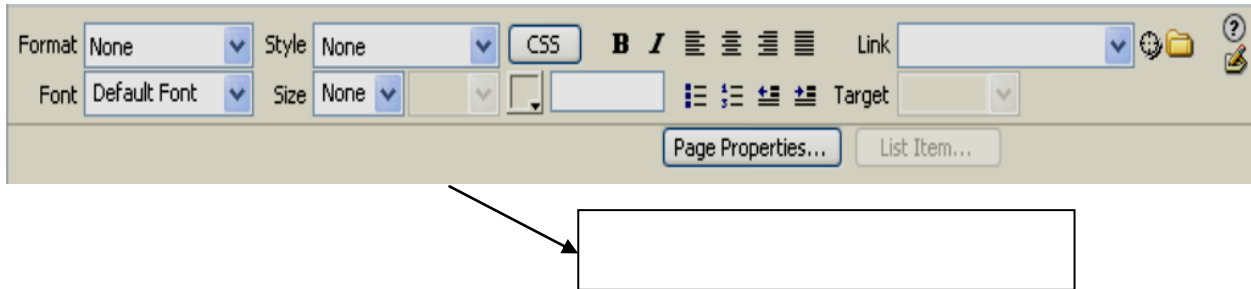 Format None Style None CSS B I Link
Font Default Font Size None Target
Page Properties... List Item...